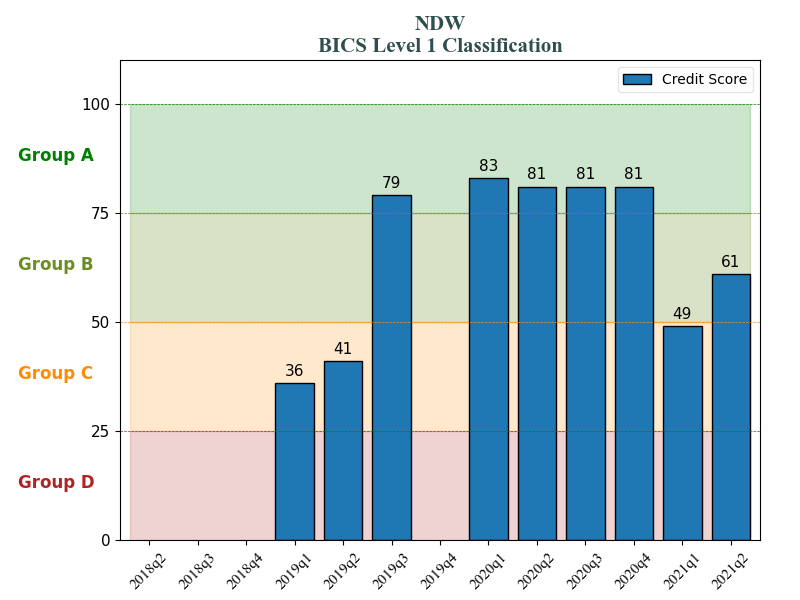 NDW
BICS Level 1 Classification
Credit Score
100
Group A
83
79
81
81
81
75
Group B
61
50
49
41
Group C
36
25
Group D
0
2018q2
2018q3
2018q4
2019q1
2019q2
2019q3
2019q4
2020q1
2020q2
2020q3
2020q4
2021q1
2021q2